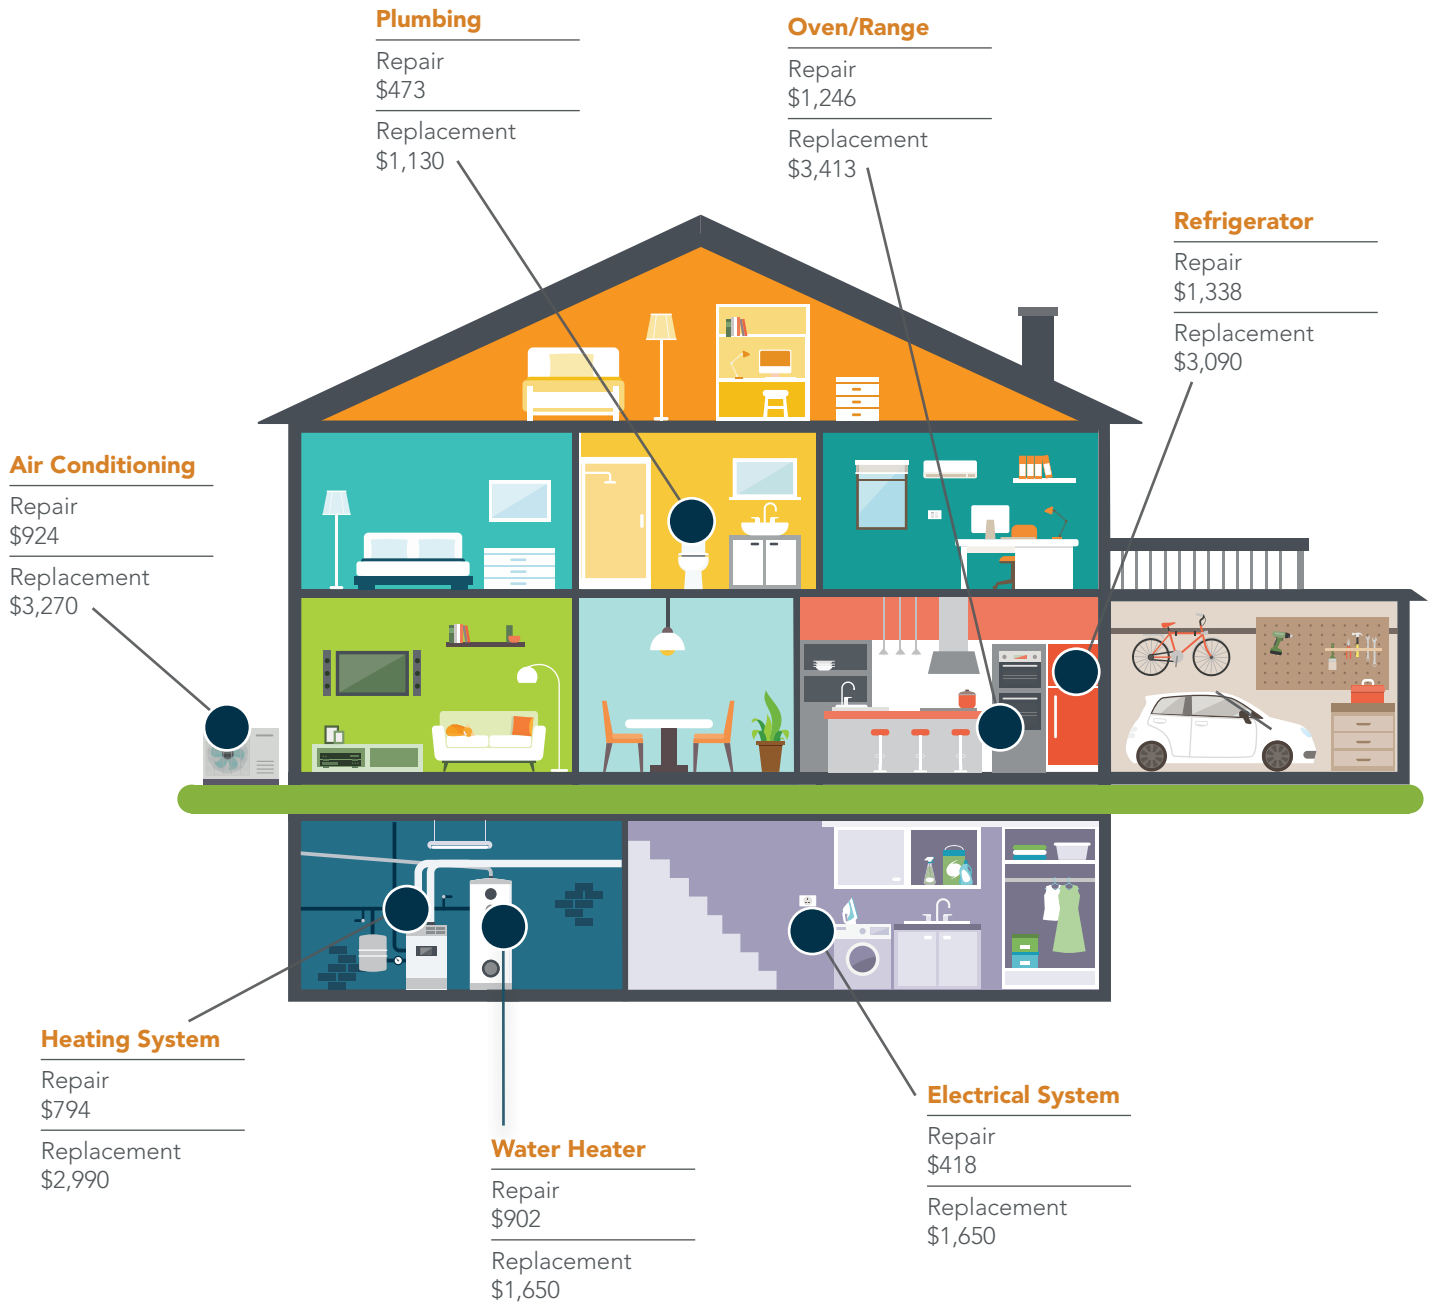 Plumbing
Repair
$473
Replacement
$1,130
Oven/Range
Repair
$1,246
Replacement
$3,413
Refrigerator
Repair
$1,338
Replacement
$3,090
Air Conditioning
Repair
$924
Replacement
$3,270
Heating System
Repair
$794
Replacement
$2,990
Water Heater
Repair
$902
Replacement
$1,650
Electrical System
Repair
$418
Replacement
$1,650